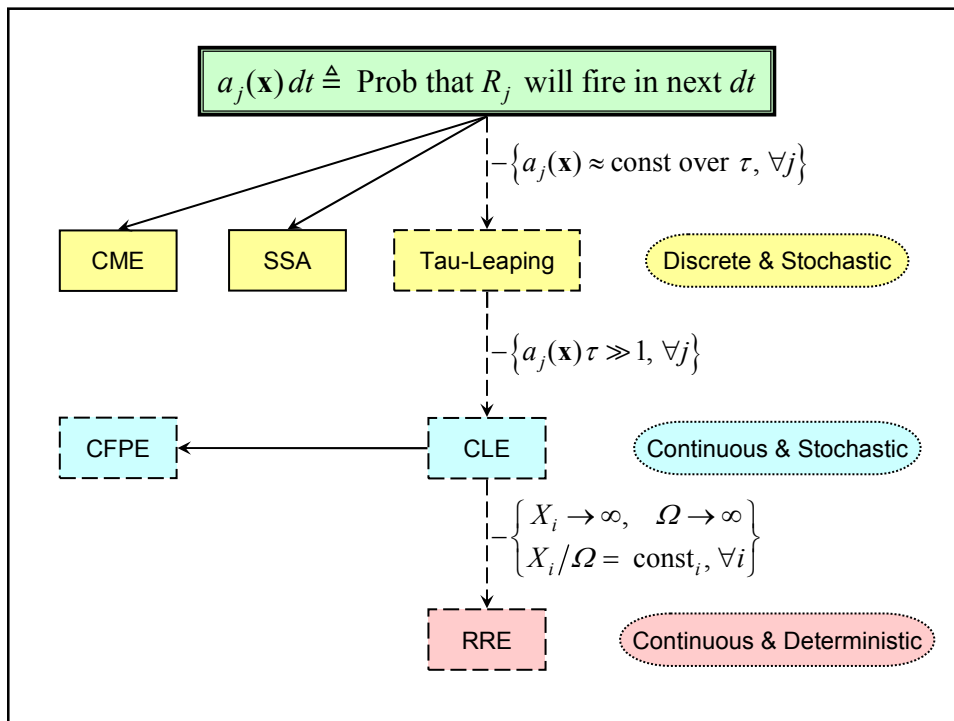 a_j(𝐱) dt ≜ Prob that R_j will fire in next dt
{a_j(𝐱) ≈ const over τ, ∀j}
CME SSA Tau-Leaping Discrete & Stochastic
{a_j(𝐱)τ ≫ 1, ∀j}
CFPE CLE Continuous & Stochastic
X_i → ∞, Ω → ∞
X_i/Ω = const_i, ∀i
RRE Continuous & Deterministic